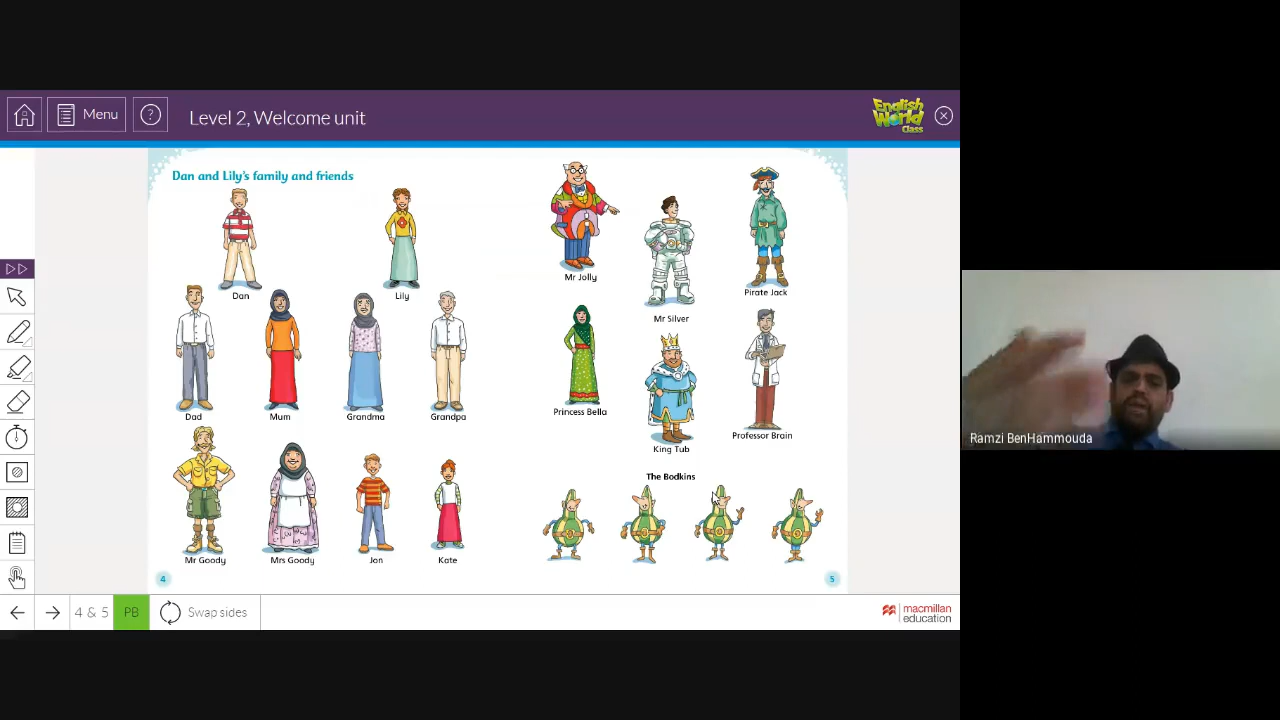 Menu
?
Level 2, Welcome unit
English
World
Class
Dan and Lily's family and friends
Dan
Lily
Mr Jolly
Mr Silver
Pirate Jack
Dad
Mum
Grandma
Grandpa
Princess Bella
King Tub
Professor Brain
Mr Goody
Mrs Goody
Jon
Kate
The Bodkins
4
5
4 & 5
PB
Swap sides
macmillan
education
Ramzi BenHammouda